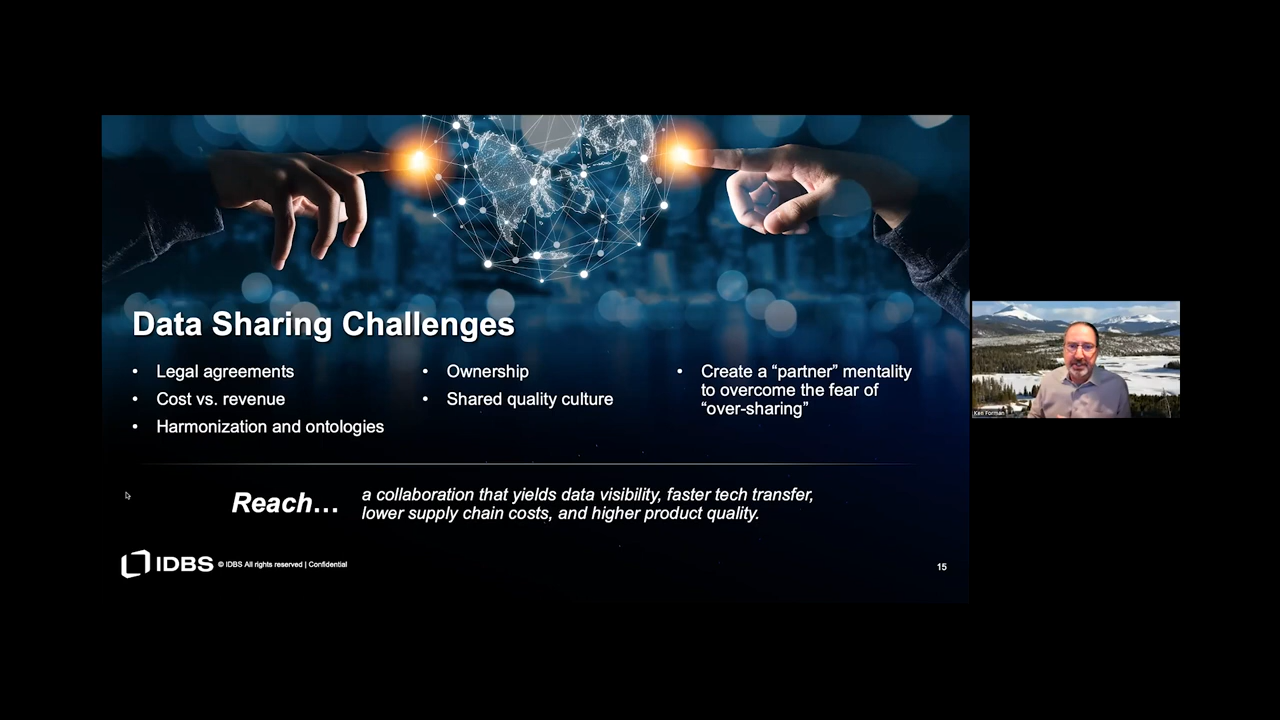 Data Sharing Challenges
• Legal agreements
• Cost vs. revenue
• Harmonization and ontologies
• Ownership
• Shared quality culture
• Create a “partner” mentality
to overcome the fear of
“over-sharing”
Reach…
a collaboration that yields data visibility, faster tech transfer,
lower supply chain costs, and higher product quality.
IDBS © IDBS All rights reserved | Confidential
15
Ken Forman